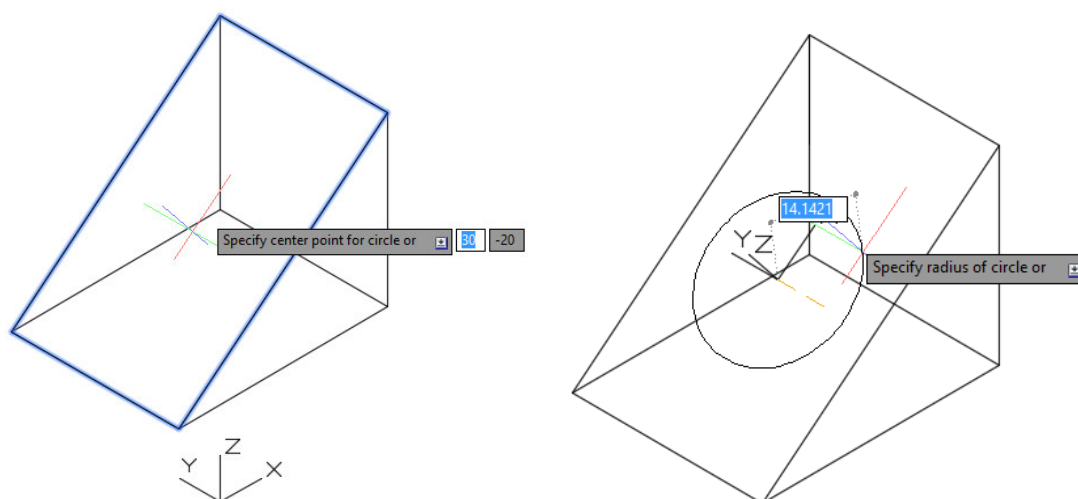 Specify center point for circle or 30 -20
Z
Y X
14.1421
Y Z
Specify radius of circle or